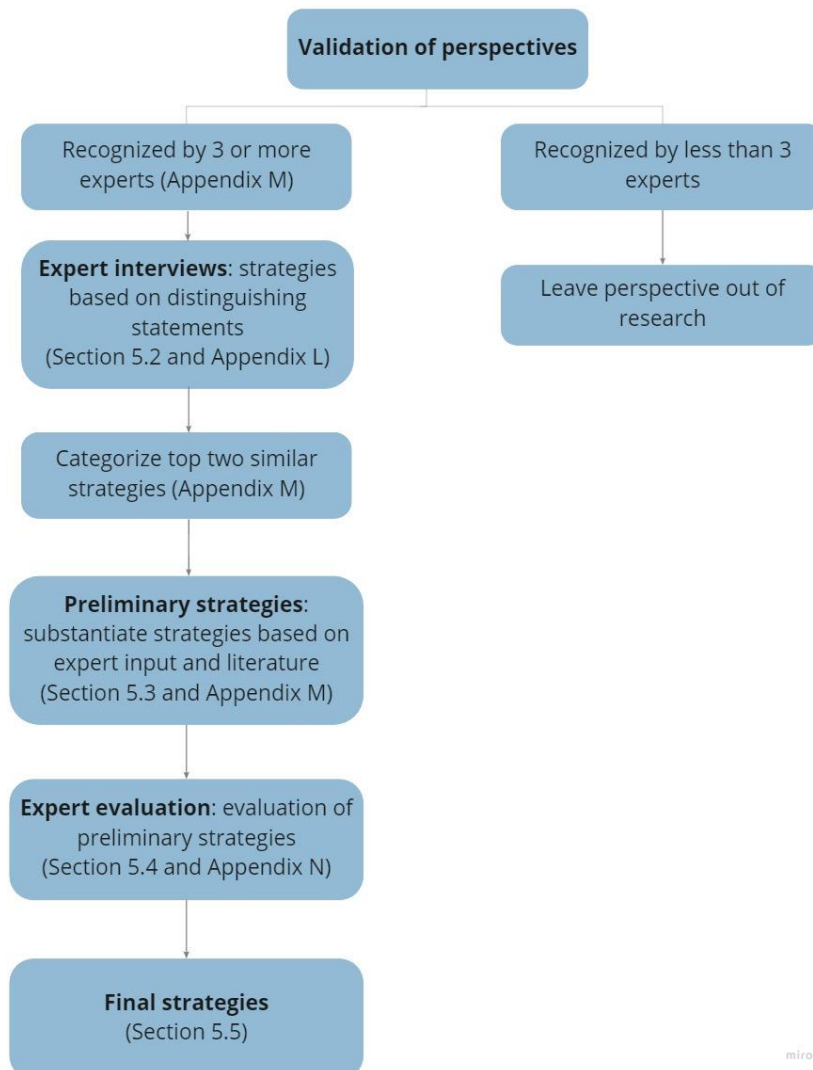 Validation of perspectives
Recognized by 3 or more
experts (Appendix M)
Recognized by less than 3
experts
Expert interviews: strategies
based on distinguishing
statements
(Section 5.2 and Appendix L)
Leave perspective out of
research
Categorize top two similar
strategies (Appendix M)
Preliminary strategies:
substantiate strategies based on
expert input and literature
(Section 5.3 and Appendix M)
Expert evaluation: evaluation of
preliminary strategies
(Section 5.4 and Appendix N)
Final strategies
(Section 5.5)
miro